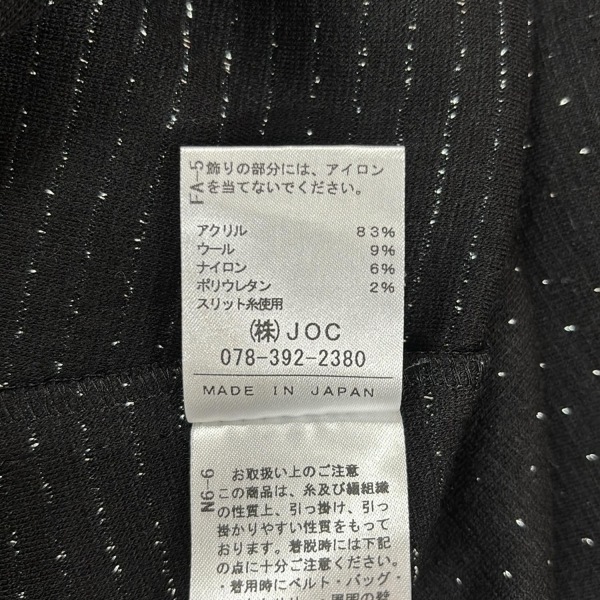 FA-5
飾りの部分には、アイロン
を当てないでください。
アクリル 83%
ウール 9%
ナイロン 6%
ポリウレタン 2%
スリット糸使用
(株)JOC
078-392-2380
MADE IN JAPAN
N6-6
お取扱い上のご注意
この商品は、糸及び編組織
の性質上、引っ掛け、引っ
掛かりやすい性質をもって
おります。着脱時には下記
の点に十分ご注意ください。
・着用時にベルト・バッグ・